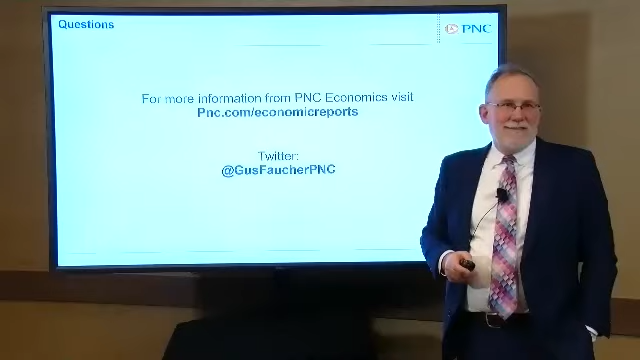 Questions
PNC
For more information from PNC Economics visit
Pnc.com/economicreports
Twitter:
@GusFaucherPNC